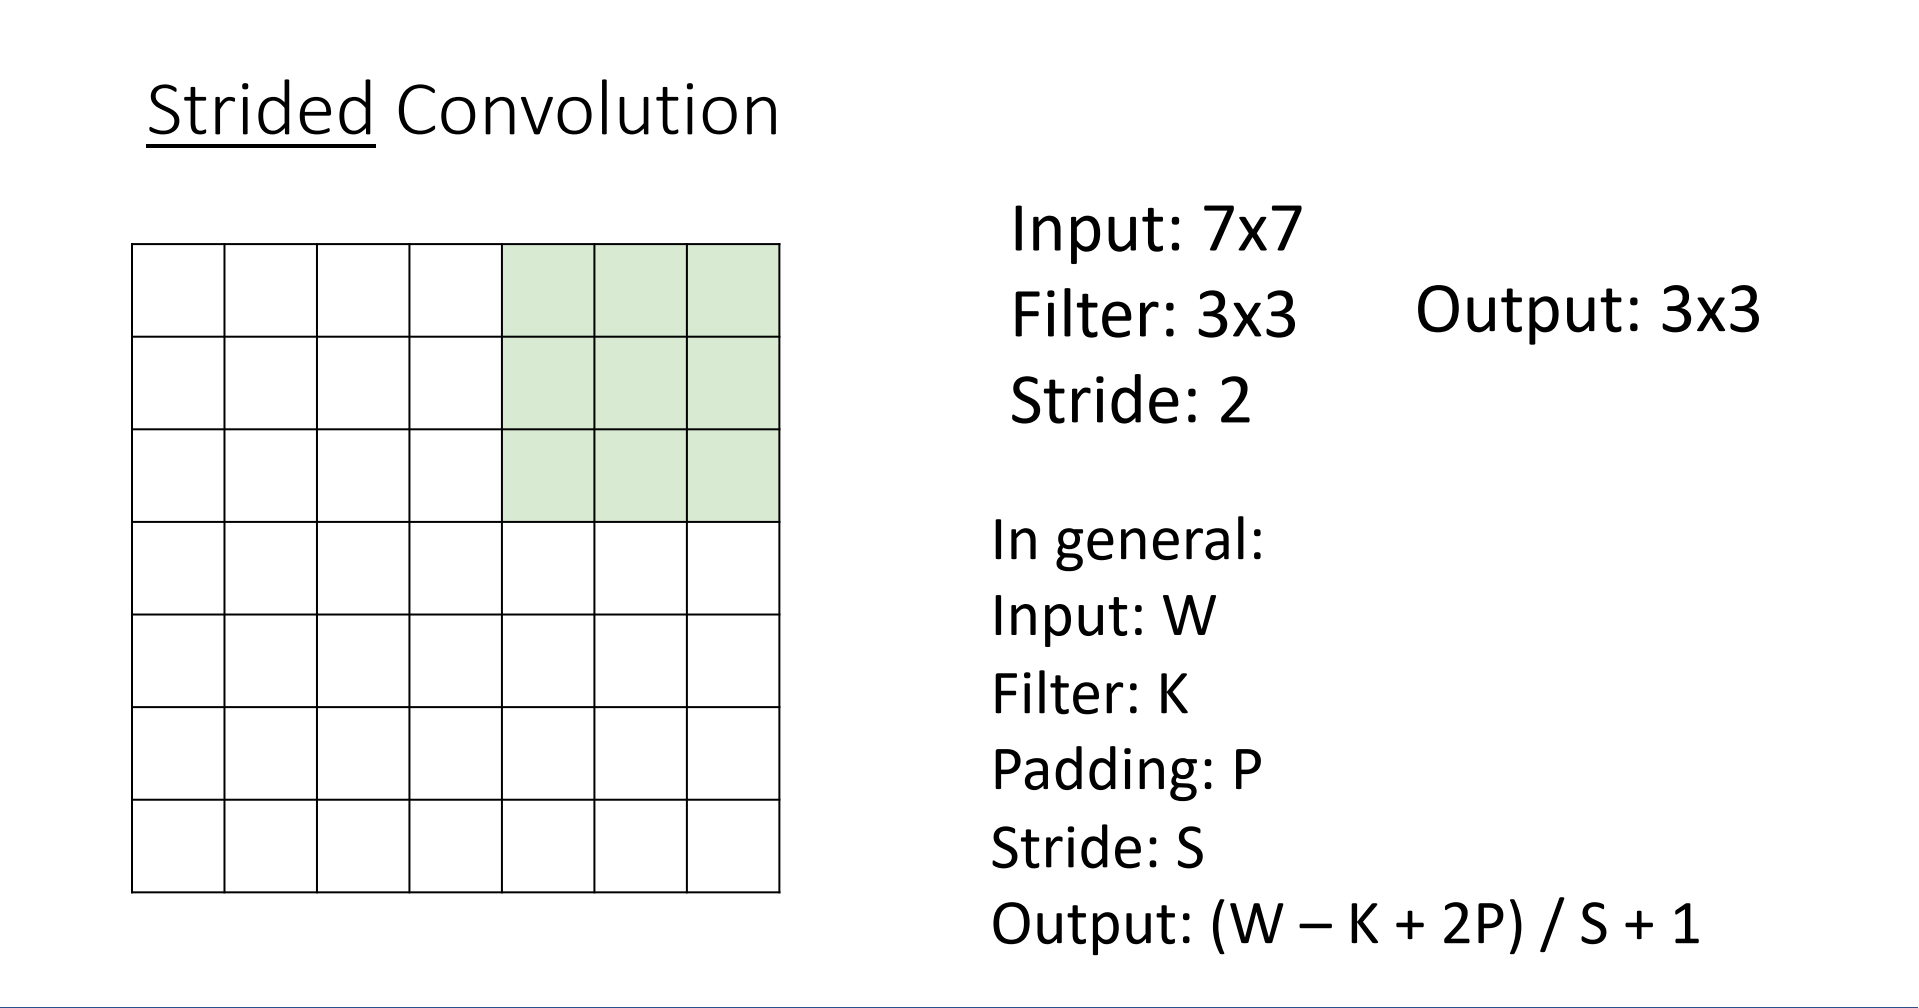 Strided Convolution
Input: 7x7
Filter: 3x3
Stride: 2
Output: 3x3
In general:
Input: W
Filter: K
Padding: P
Stride: S
Output: (W – K + 2P) / S + 1